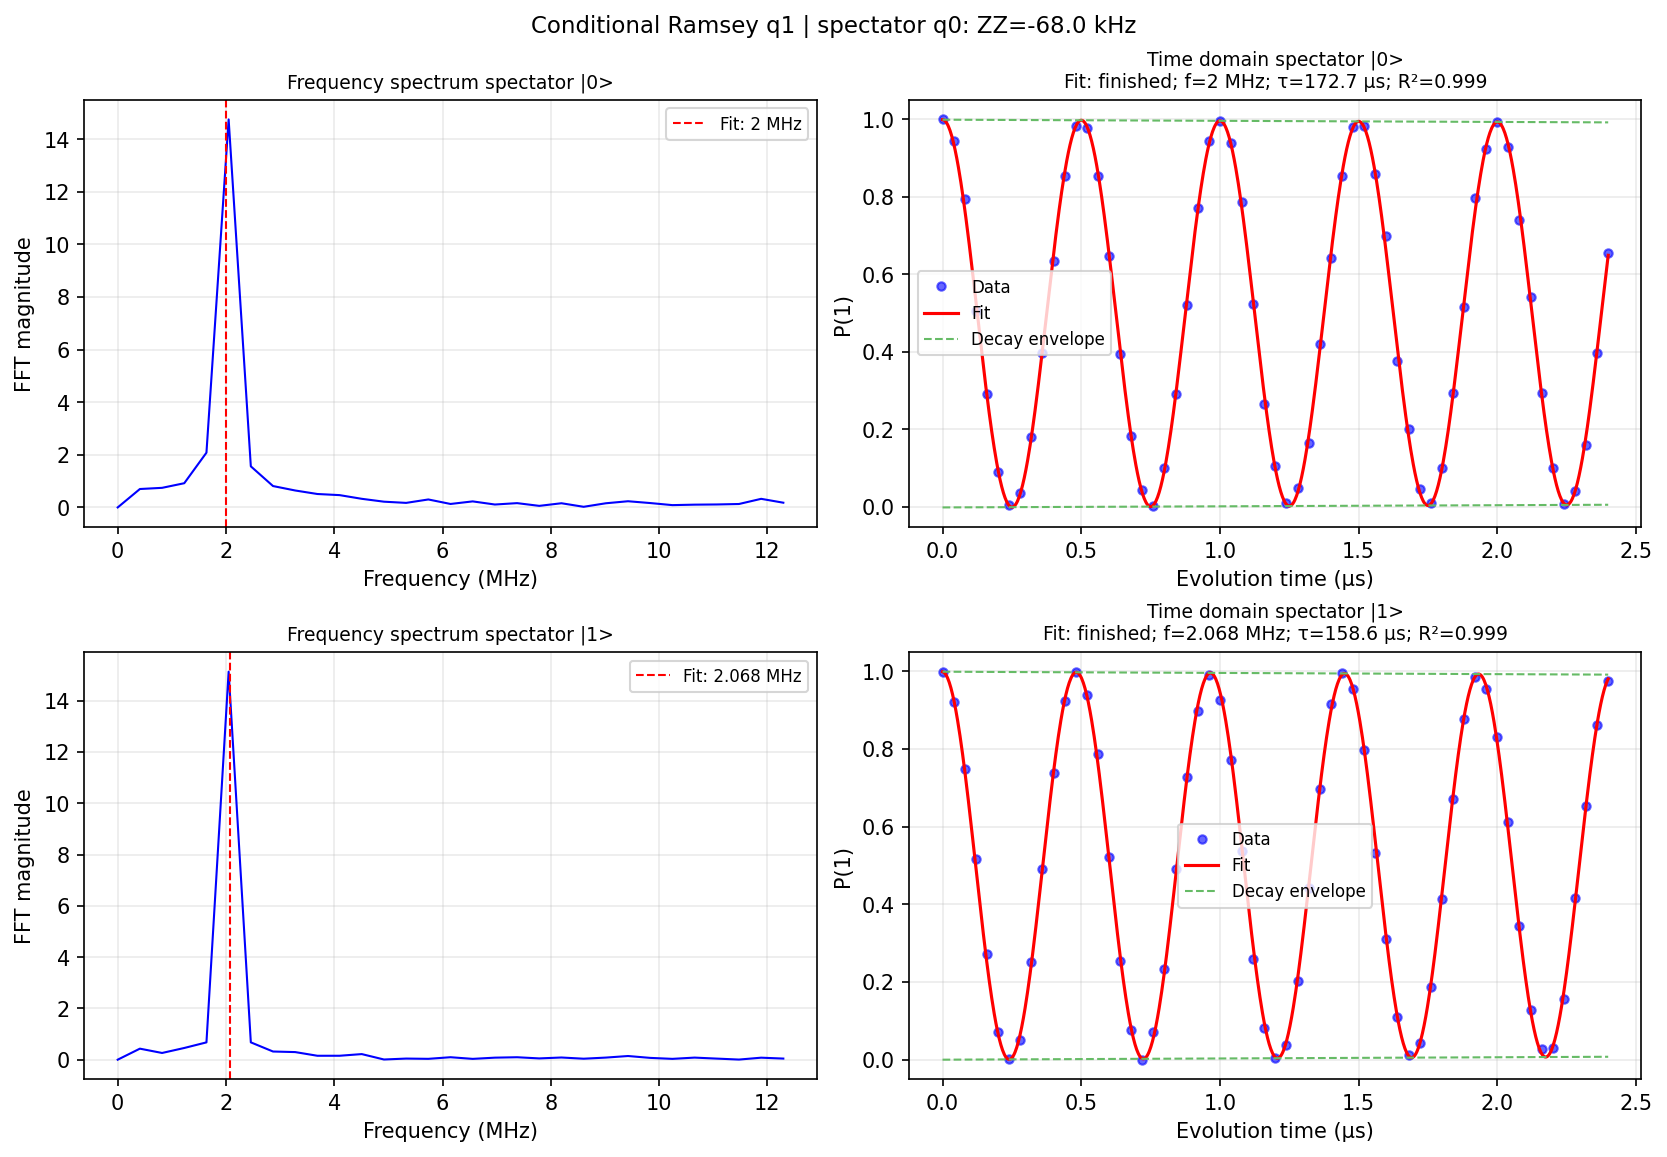 Conditional Ramsey q1 | spectator q0: ZZ=-68.0 kHz
Frequency spectrum spectator |0>
Fit: 2 MHz
FFT magnitude
14
12
10
8
6
4
2
0
0 2 4 6 8 10 12
Frequency (MHz)
Time domain spectator |0>
Fit: finished; f=2 MHz; τ=172.7 μs; R²=0.999
P(1)
1.0
0.8
0.6
0.4
0.2
0.0
Data
Fit
Decay envelope
0.0 0.5 1.0 1.5 2.0 2.5
Evolution time (μs)
Frequency spectrum spectator |1>
Fit: 2.068 MHz
FFT magnitude
14
12
10
8
6
4
2
0
0 2 4 6 8 10 12
Frequency (MHz)
Time domain spectator |1>
Fit: finished; f=2.068 MHz; τ=158.6 μs; R²=0.999
P(1)
1.0
0.8
0.6
0.4
0.2
0.0
Data
Fit
Decay envelope
0.0 0.5 1.0 1.5 2.0 2.5
Evolution time (μs)